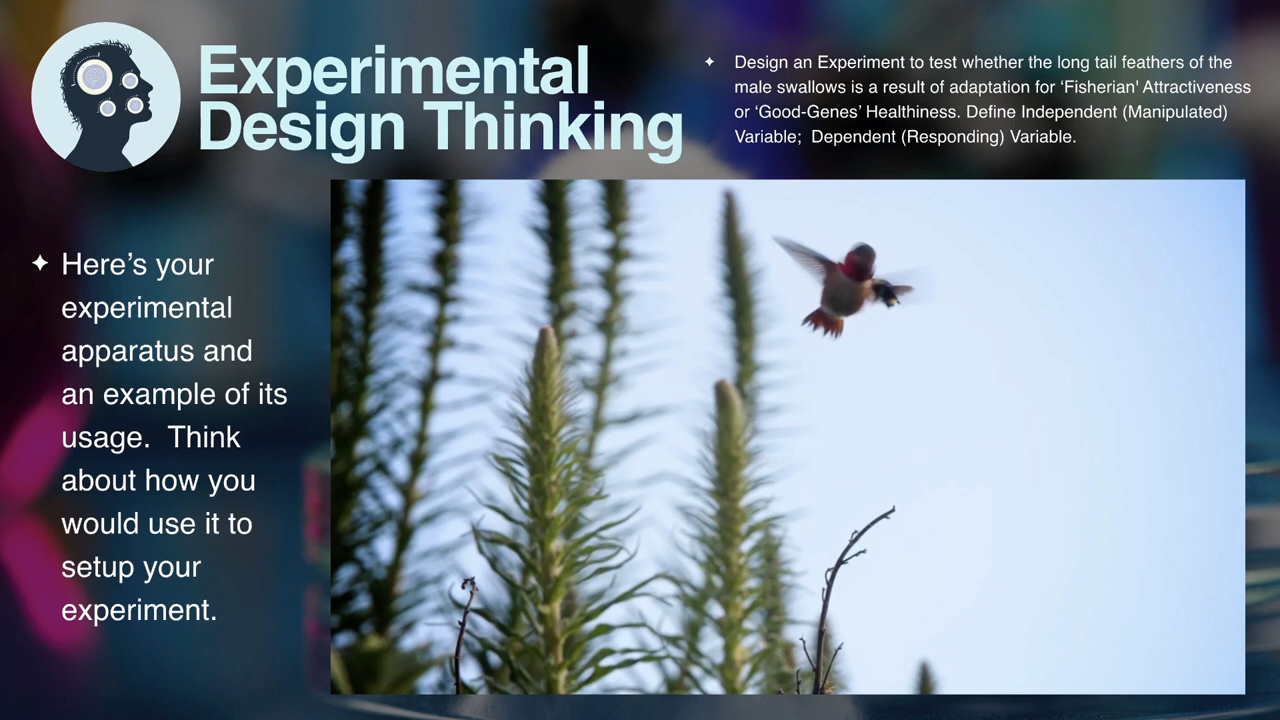 Experimental
Design Thinking
✦ Design an Experiment to test whether the long tail feathers of the
male swallows is a result of adaptation for ‘Fisherian' Attractiveness
or ‘Good-Genes’ Healthiness. Define Independent (Manipulated)
Variable;  Dependent (Responding) Variable.
✦ Here’s your
experimental
apparatus and
an example of its
usage.  Think
about how you
would use it to
setup your
experiment.